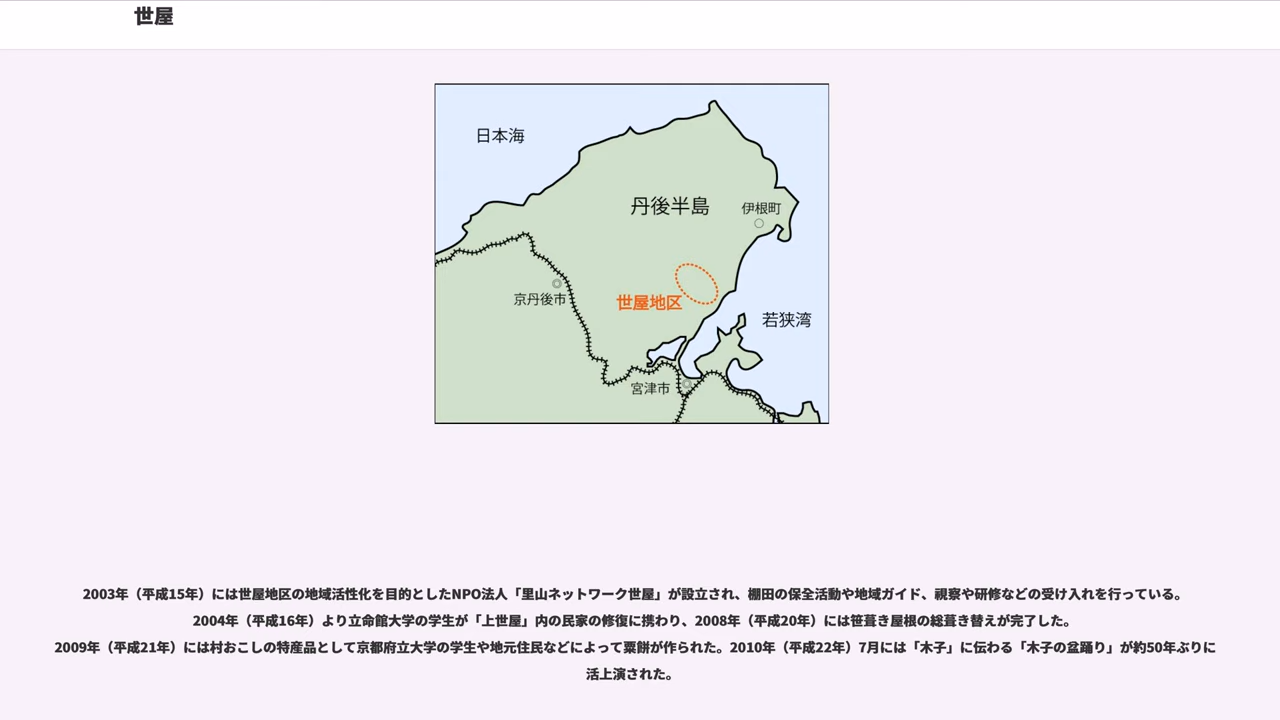 世屋
日本海
丹後半島
伊根町
京丹後市
世屋地区
若狭湾
宮津市
2003年（平成15年）には世屋地区の地域活性化を目的としたNPO法人「里山ネットワーク世屋」が設立され、棚田の保全活動や地域ガイド、視察や研修などの受け入れを行っている。
2004年（平成16年）より立命館大学の学生が「上世屋」内の民家の修復に携わり、2008年（平成20年）には笹葺き屋根の総葺き替えが完了した。
2009年（平成21年）には村おこしの特産品として京都府立大学の学生や地元住民などによって粟餅が作られた。2010年（平成22年）7月には「木子」に伝わる「木子の盆踊り」が約50年ぶりに
活上演された。